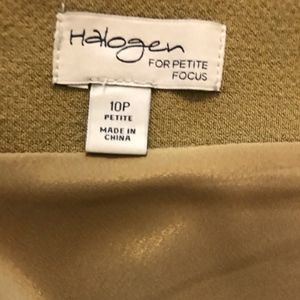 Halogen
FOR PETITE
FOCUS
10P
PETITE
MADE IN
CHINA